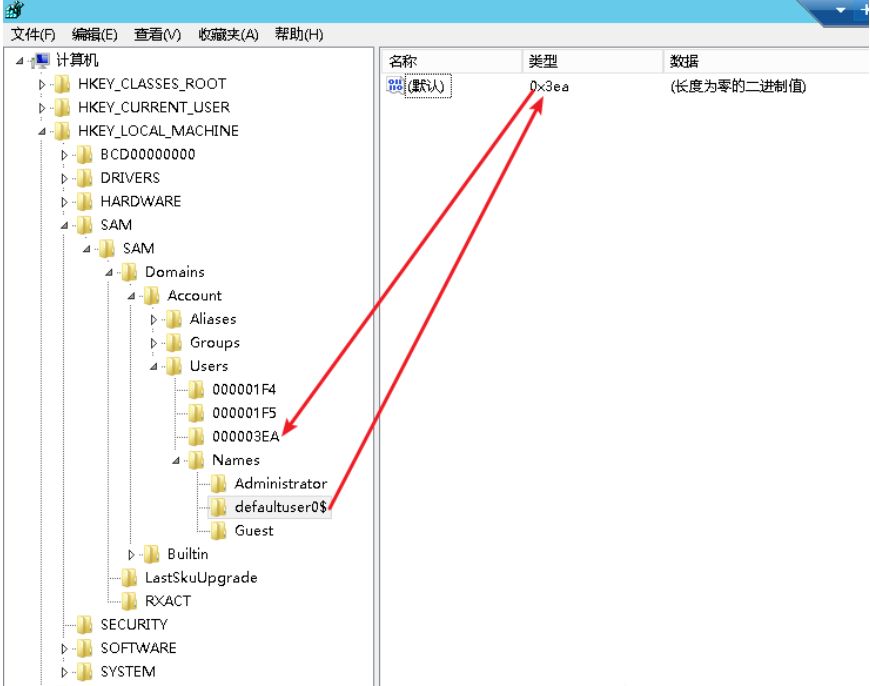 文件(F) 编辑(E) 查看(V) 收藏夹(A) 帮助(H)
计算机
HKEY_CLASSES_ROOT
HKEY_CURRENT_USER
HKEY_LOCAL_MACHINE
BCD00000000
DRIVERS
HARDWARE
SAM
SAM
Domains
Account
Aliases
Groups
Users
000001F4
000001F5
000003EA
Names
Administrator
defaultuser0$
Guest
Builtin
LastSkuUpgrade
RXACT
SECURITY
SOFTWARE
SYSTEM
名称 类型 数据
(默认) 0x3ea (长度为零的二进制值)